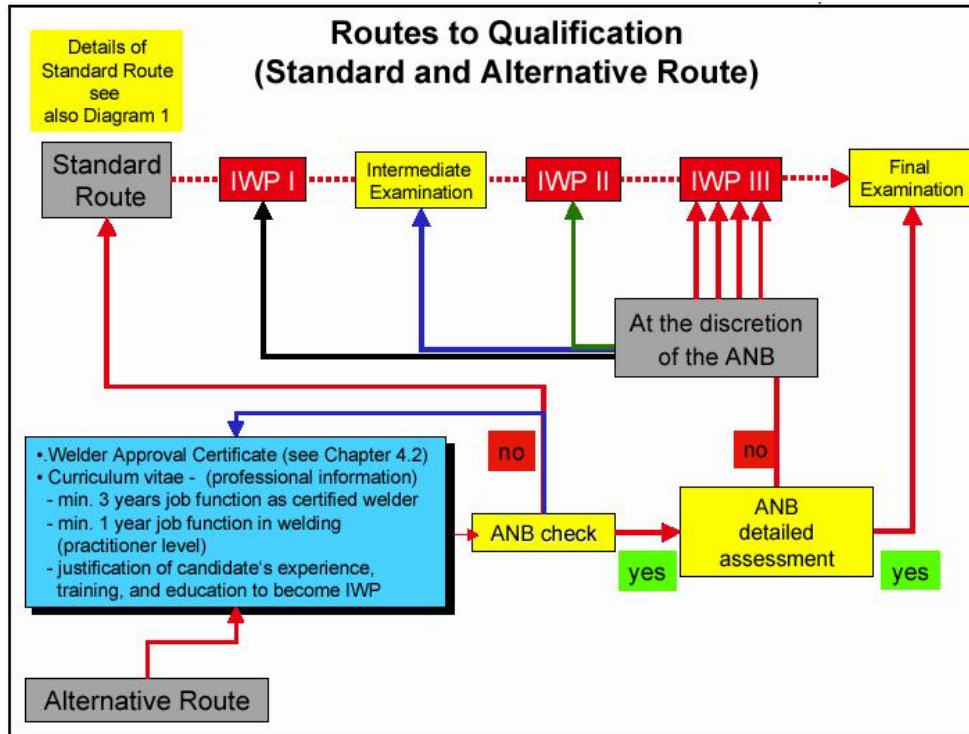 Routes to Qualification
(Standard and Alternative Route)
Details of
Standard Route
see
also Diagram 1
Standard
Route
IWP I
Intermediate
Examination
IWP II
IWP III
Final
Examination
At the discretion
of the ANB
•.Welder Approval Certificate (see Chapter 4.2)
• Curriculum vitae - (professional information)
- min. 3 years job function as certified welder
- min. 1 year job function in welding
(practitioner level)
- justification of candidate's experience,
training, and education to become IWP
no
ANB check
yes
no
ANB
detailed
assessment
yes
Alternative Route